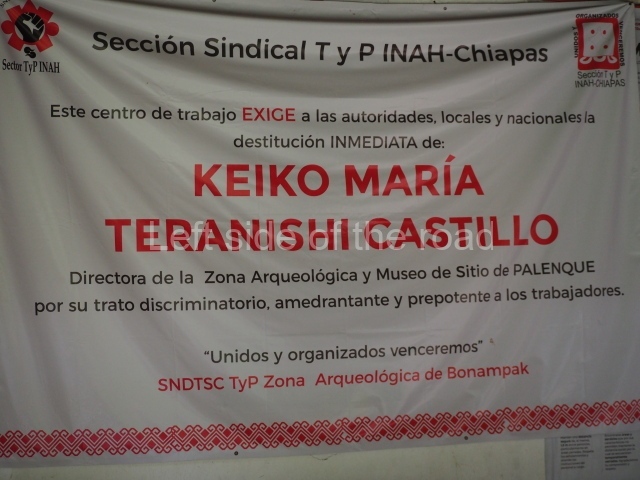 Sección Sindical T y P INAH-Chiapas
Sector TyP INAH
ORGANIZADOS
UNIDOS Y
VENCEREMOS
Sección T y P
INAH-CHIAPAS
Este centro de trabajo EXIGE a las autoridades, locales y nacionales la
destitución INMEDIATA de:
KEIKO MARÍA
TERANISHI CASTILLO
Left side of the road
Directora de la Zona Arqueológica y Museo de Sitio de PALENQUE
por su trato discriminatorio, amedrantante y prepotente a los trabajadores.
“Unidos y organizados venceremos”
SNDTSC TyP Zona Arqueológica de Bonampak